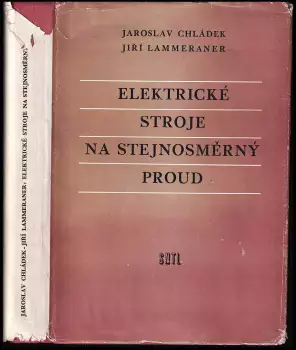 JAROSLAV CHLÁDEK
JIŘÍ LAMMERANER
ELEKTRICKÉ
STROJE
NA STEJNOSMĚRNÝ
PROUD
SNTL
JAROSLAV CHLÁDEK - JIŘÍ LAMMERANER: ELEKTRICKÉ STROJE NA STEJNOSMĚRNÝ